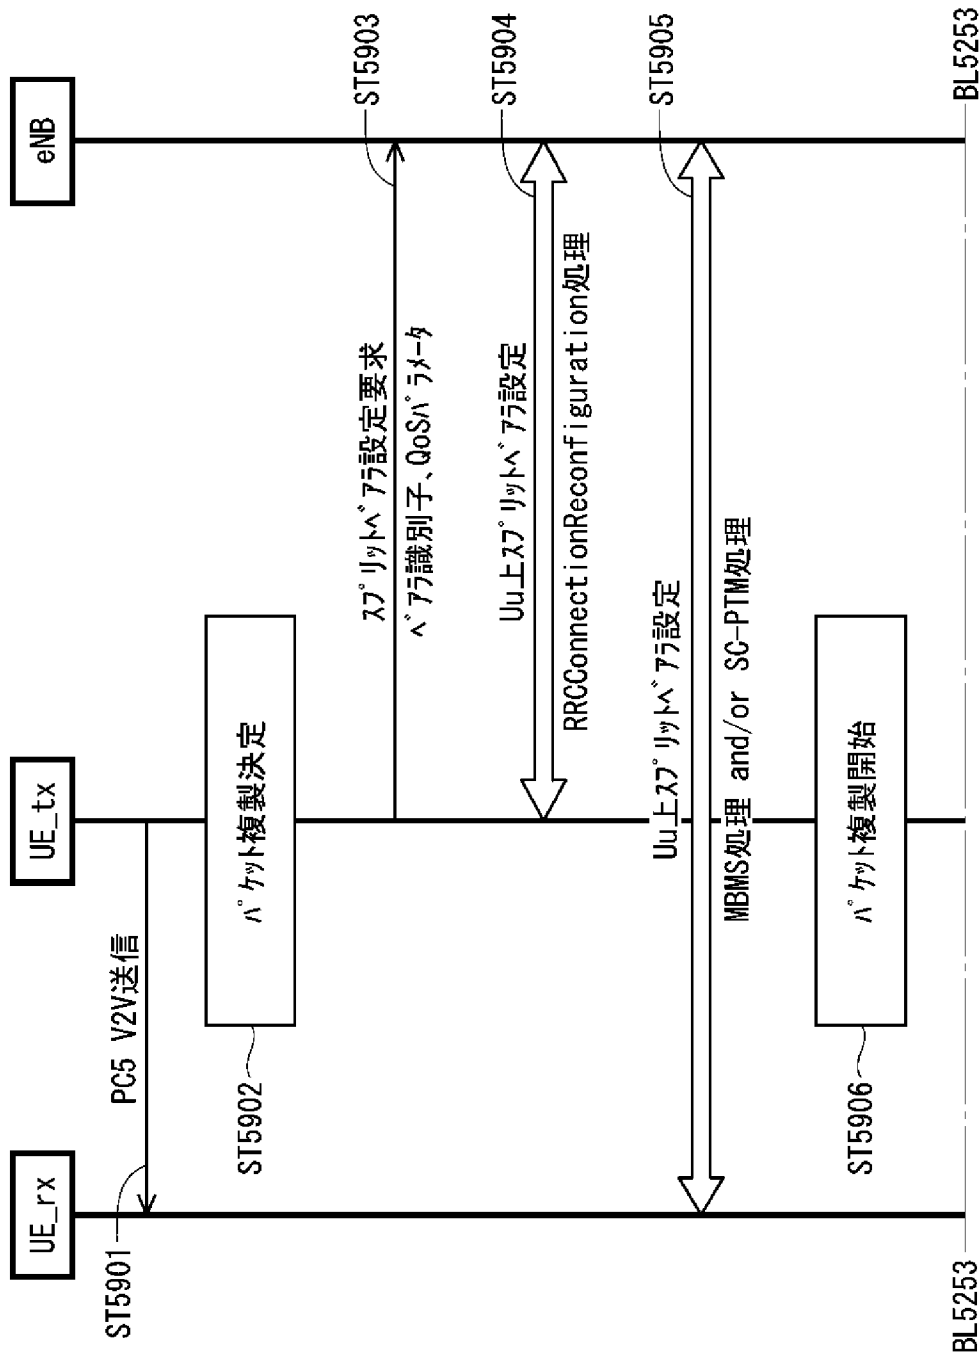 UE_rx
UE_tx
eNB
ST5901
PC5 V2V送信
ST5902
パケット複製決定
スプリットベアラ設定要求
ベアラ識別子、QoSパラメータ
ST5903
Uu上スプリットベアラ設定
RRCConnectionReconfiguration処理
ST5904
Uu上スプリットベアラ設定
MBMS処理 and/or SC-PTM処理
ST5905
ST5906
パケット複製開始
BL5253
BL5253